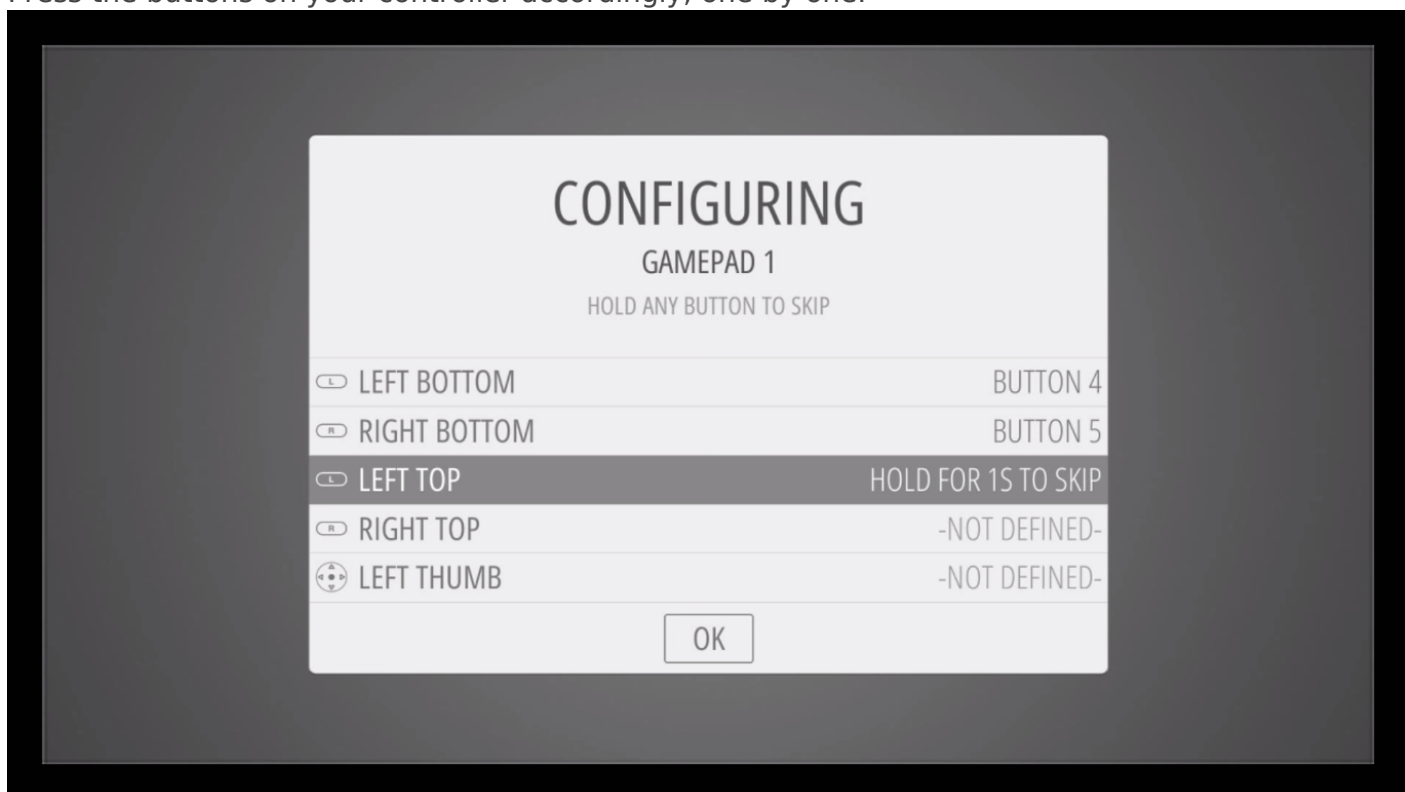 Press the buttons on your controller accordingly, one by one.
CONFIGURING
GAMEPAD 1
HOLD ANY BUTTON TO SKIP
L LEFT BOTTOM BUTTON 4
R RIGHT BOTTOM BUTTON 5
L LEFT TOP HOLD FOR 1S TO SKIP
R RIGHT TOP -NOT DEFINED-
LEFT THUMB -NOT DEFINED-
OK